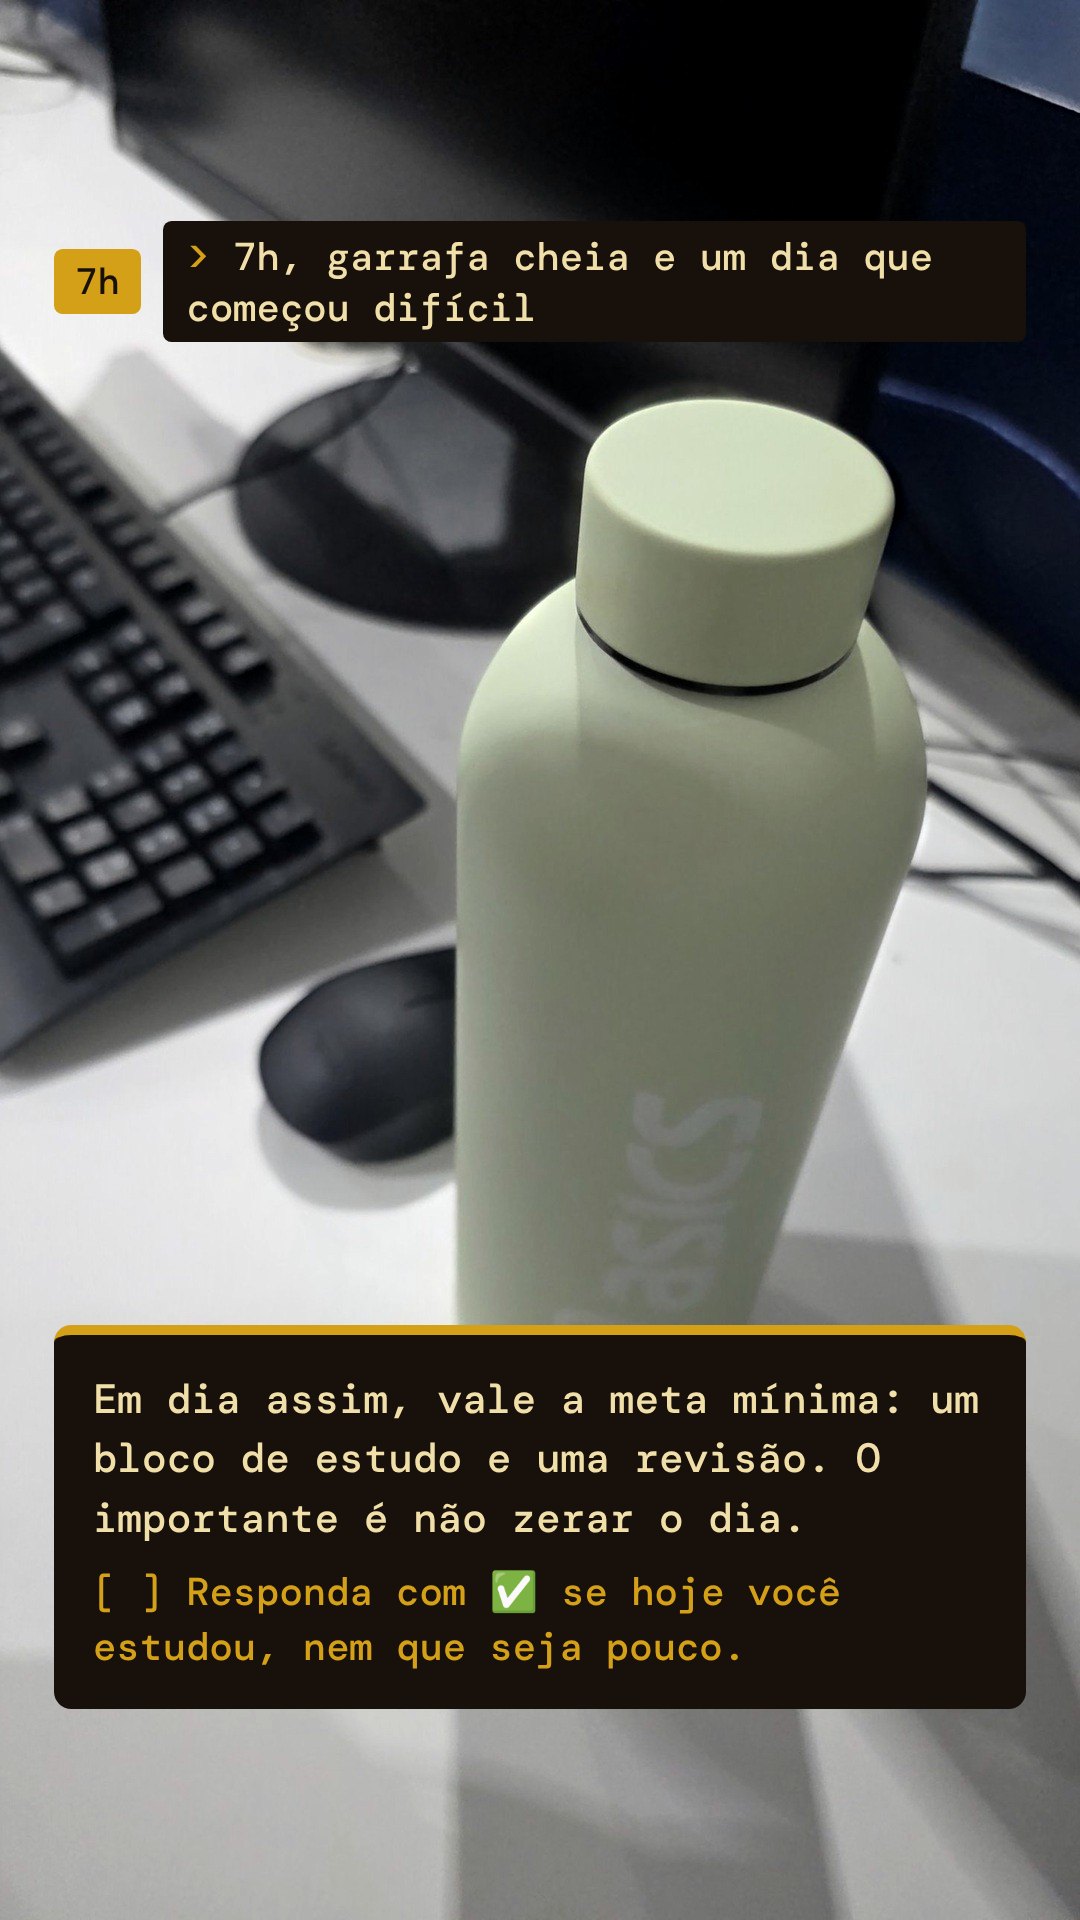 7h
› 7h, garrafa cheia e um dia que
começou difícil
asics
Em dia assim, vale a meta mínima: um
bloco de estudo e uma revisão. O
importante é não zerar o dia.
[ ] Responda com ✅ se hoje você
estudou, nem que seja pouco.